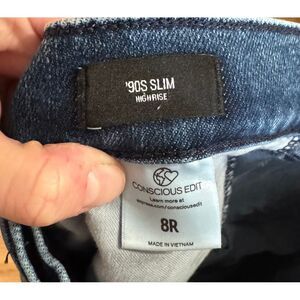 '90S SLIM
HIGH RISE
CONSCIOUS EDIT
Learn more at
express.com/consciousedit
8R
MADE IN VIETNAM